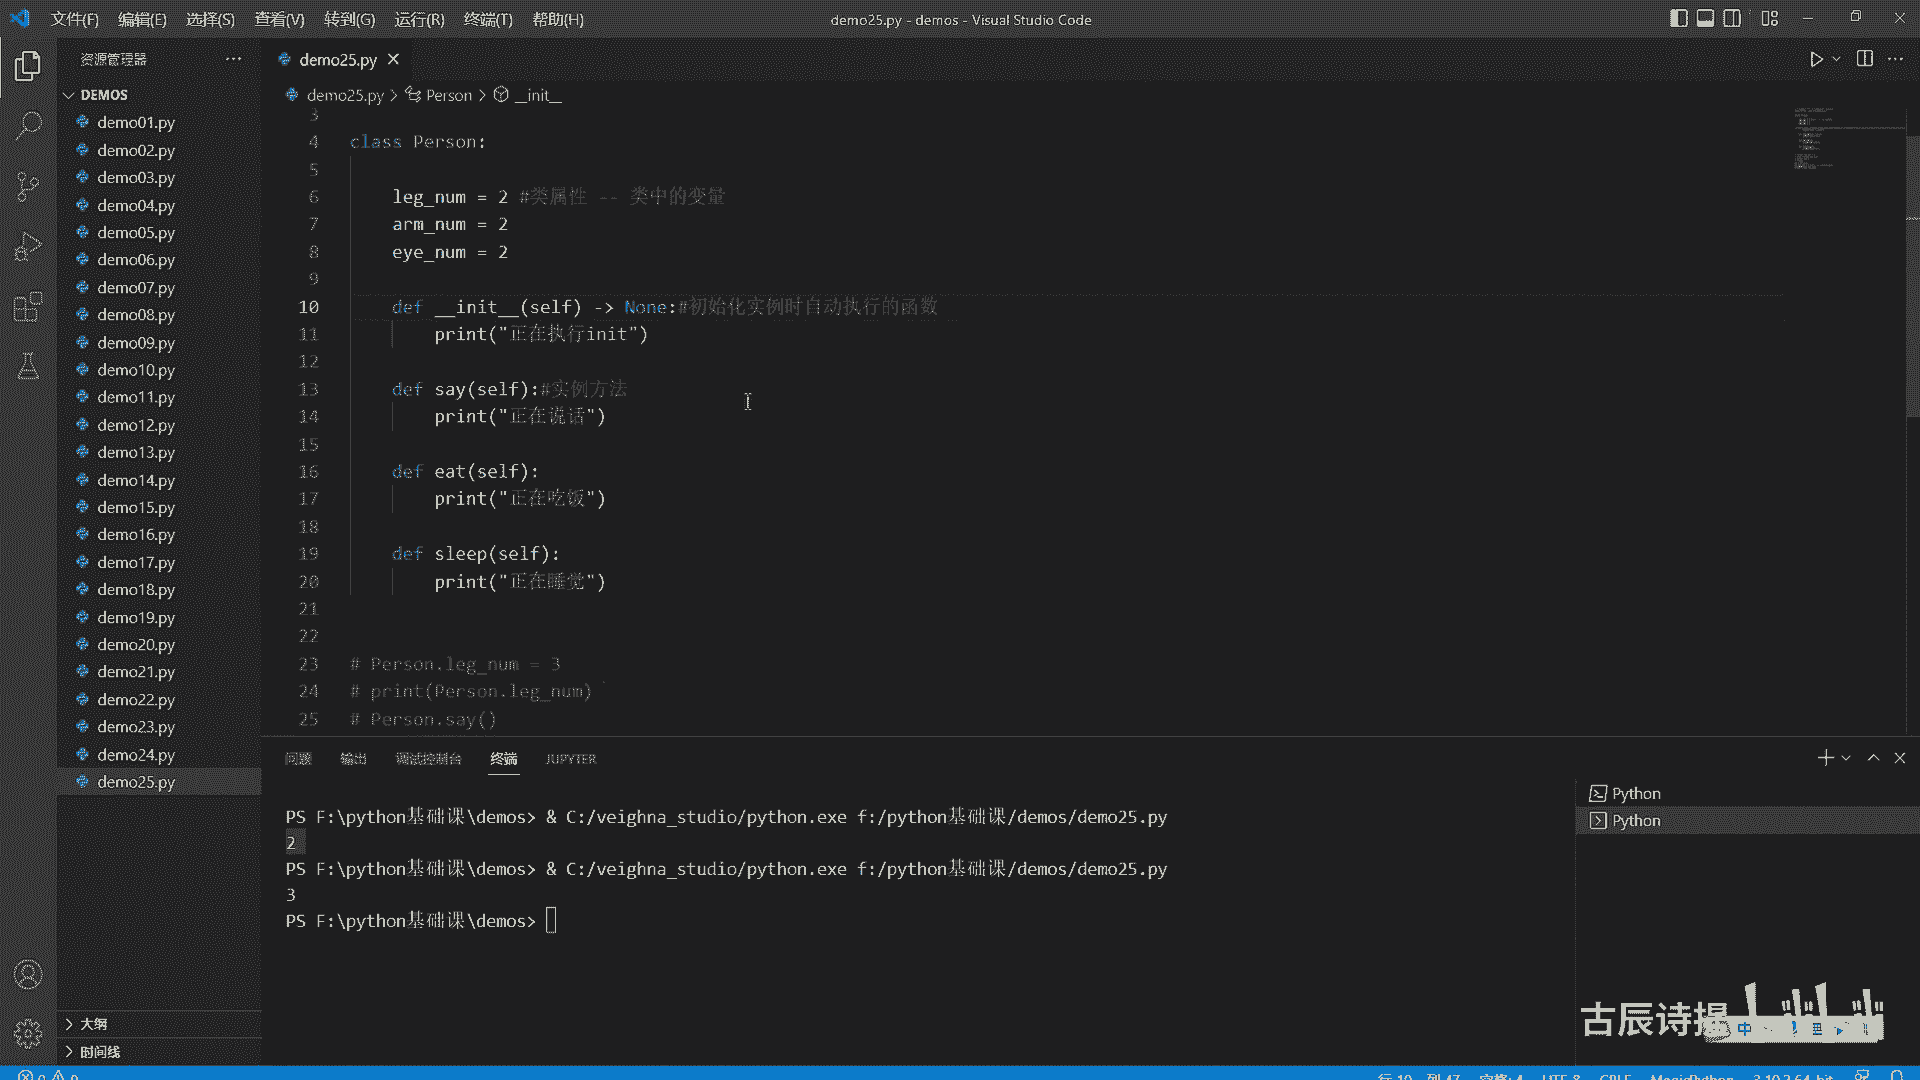 文件(F) 编辑(E) 选择(S) 查看(V) 转到(G) 运行(R) 终端(T) 帮助(H)
demo25.py - demos - Visual Studio Code
资源管理器
DEMOS
demo01.py
demo02.py
demo03.py
demo04.py
demo05.py
demo06.py
demo07.py
demo08.py
demo09.py
demo10.py
demo11.py
demo12.py
demo13.py
demo14.py
demo15.py
demo16.py
demo17.py
demo18.py
demo19.py
demo20.py
demo21.py
demo22.py
demo23.py
demo24.py
demo25.py
大纲
时间线
demo25.py
demo25.py > Person > __init__
3
4 class Person:
5
6 leg_num = 2 #类属性 -- 类中的变量
7 arm_num = 2
8 eye_num = 2
9
10 def __init__(self) -> None:#初始化实例时自动执行的函数
11 print("正在执行init")
12
13 def say(self):#实例方法
14 print("正在说话")
15
16 def eat(self):
17 print("正在吃饭")
18
19 def sleep(self):
20 print("正在睡觉")
21
22
23 # Person.leg_num = 3
24 # print(Person.leg_num)
25 # Person.say()
问题 输出 调试控制台 终端 JUPYTER
PS F:\python基础课\demos> & C:/veighna_studio/python.exe f:/python基础课/demos/demo25.py
2
PS F:\python基础课\demos> & C:/veighna_studio/python.exe f:/python基础课/demos/demo25.py
3
PS F:\python基础课\demos>
Python
Python
古辰诗提
中
行 10, 列 47 空格: 4 UTF-8 CRLF MagicPython 3.10.2 64-bit